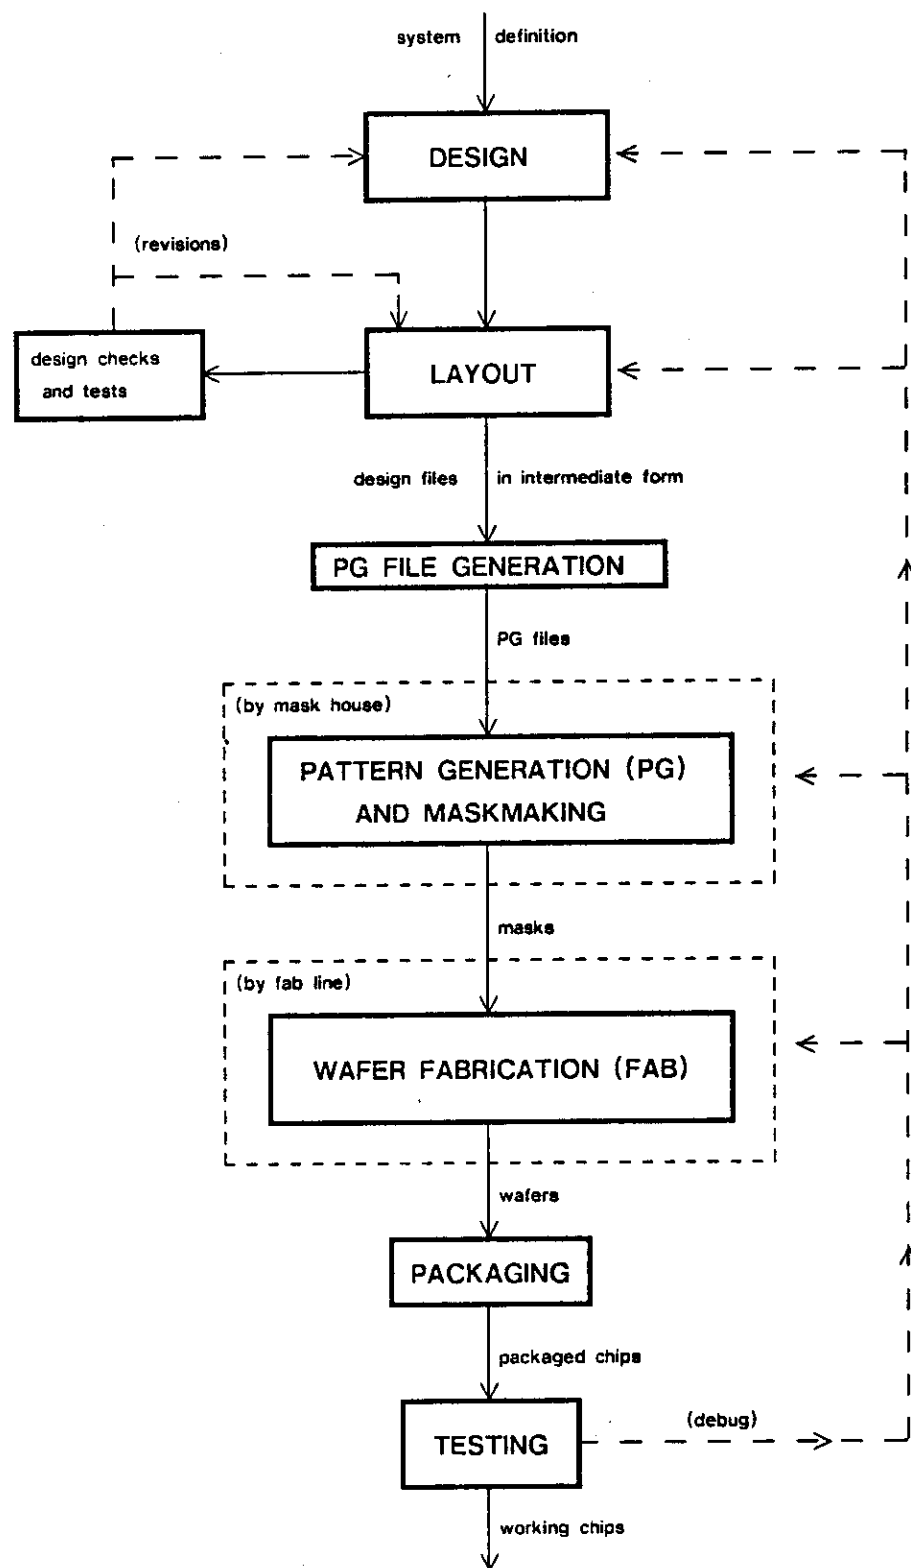 system definition
DESIGN
(revisions)
design checks
and tests
LAYOUT
design files in intermediate form
PG FILE GENERATION
PG files
(by mask house)
PATTERN GENERATION (PG)
AND MASKMAKING
masks
(by fab line)
WAFER FABRICATION (FAB)
wafers
PACKAGING
packaged chips
TESTING
(debug)
working chips